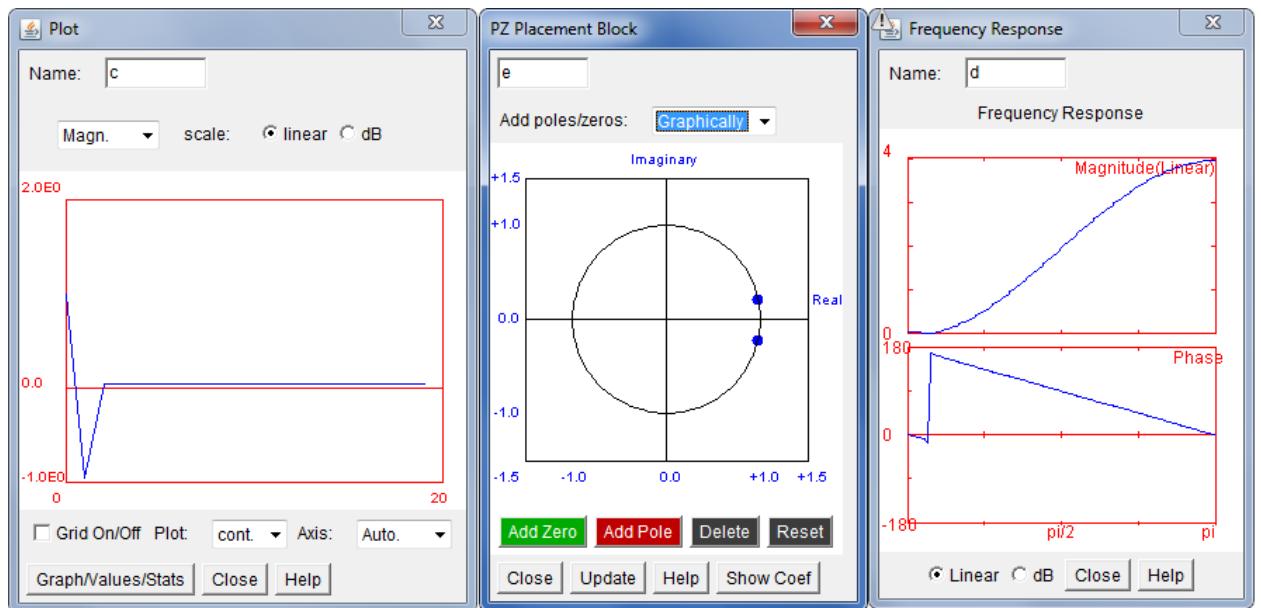 Plot
Name: c
Magn. scale: linear dB
2.0E0
0.0
-1.0E0
0 20
Grid On/Off Plot: cont. Axis: Auto.
Graph/Values/Stats Close Help
PZ Placement Block
e
Add poles/zeros: Graphically
Imaginary
+1.5
+1.0
Real
0.0
-1.0
-1.5 -1.0 0.0 +1.0 +1.5
Add Zero Add Pole Delete Reset
Close Update Help Show Coef
Frequency Response
Name: d
Frequency Response
4
Magnitude(Linear)
0
180
Phase
0
-180
pi/2 pi
Linear dB Close Help